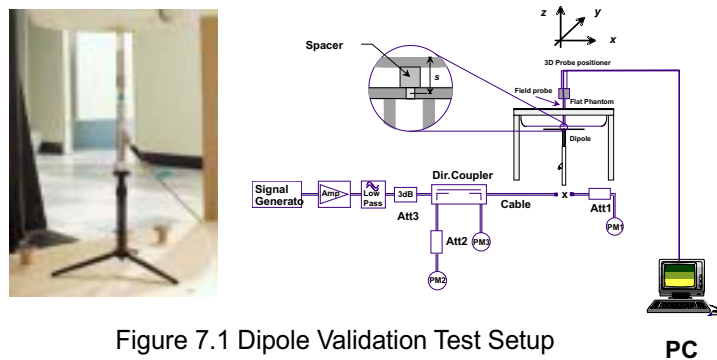 z
y
x
Spacer
s
3D Probe positioner
Field probe
Flat Phantom
Dipole
Signal
Generato
Amp
Low
Pass
3dB
Att3
Dir.Coupler
Cable
x
Att1
PM1
Att2
PM3
PM2
Figure 7.1 Dipole Validation Test Setup
PC